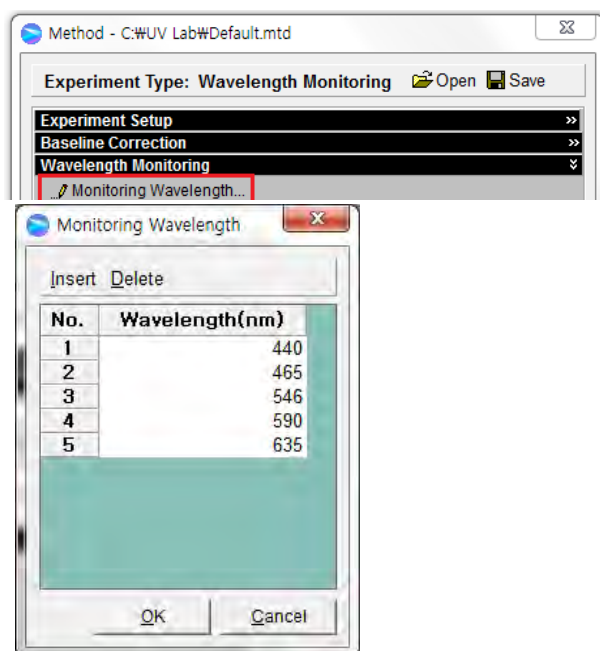 Method - C:₩UV Lab₩Default.mtd
Experiment Type: Wavelength Monitoring Open Save
Experiment Setup
Baseline Correction
Wavelength Monitoring
Monitoring Wavelength...
Monitoring Wavelength
Insert Delete
No. Wavelength(nm)
1 440
2 465
3 546
4 590
5 635
OK Cancel